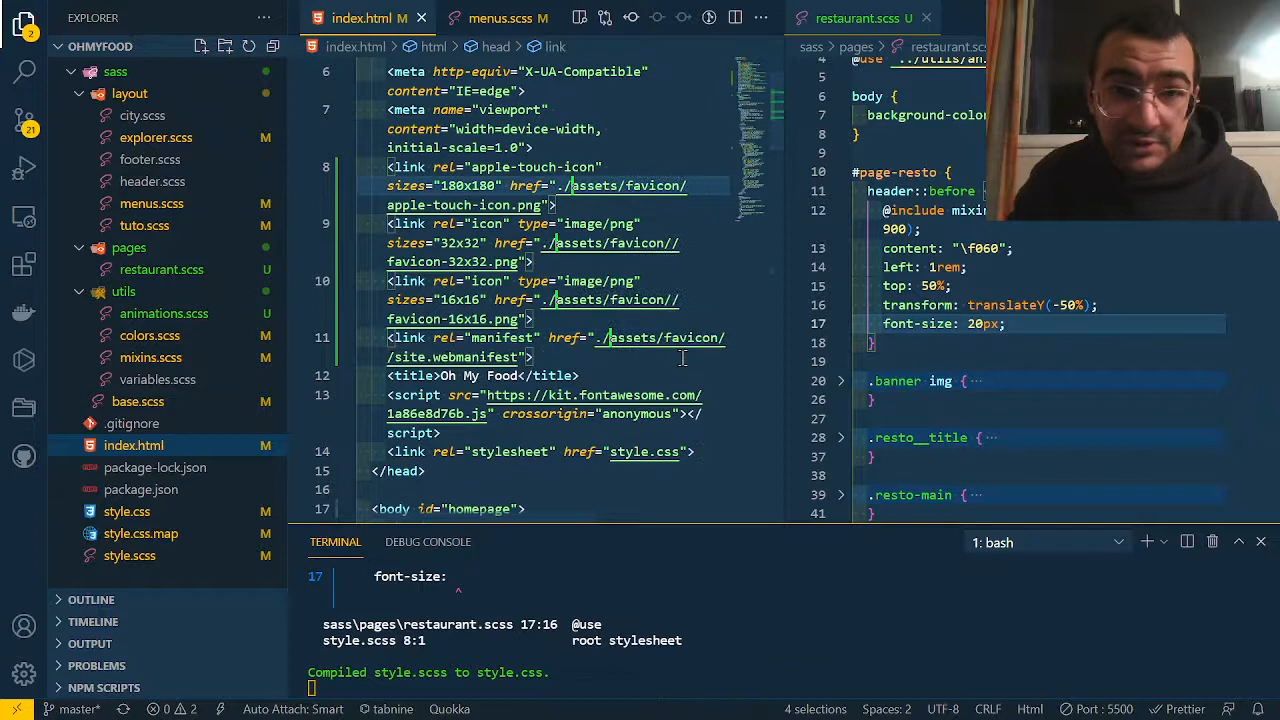 EXPLORER
index.html M
menus.scss M
restaurant.scss U
OHMYFOOD
index.html > html > head > link
sass > pages > restaurant.sc
sass
layout
city.scss
explorer.scss M
footer.scss
header.scss
menus.scss M
tuto.scss M
pages
restaurant.scss U
utils
animations.scss U
colors.scss M
mixins.scss M
variables.scss
base.scss M
.gitignore
index.html M
package-lock.json
package.json
style.css M
style.css.map M
style.scss M
OUTLINE
TIMELINE
OUTPUT
PROBLEMS
NPM SCRIPTS
2
21
6 <meta http-equiv="X-UA-Compatible"
content="IE=edge">
7 <meta name="viewport"
content="width=device-width,
initial-scale=1.0">
8 <link rel="apple-touch-icon"
sizes="180x180" href="./assets/favicon/
apple-touch-icon.png">
9 <link rel="icon" type="image/png"
sizes="32x32" href="./assets/favicon//
favicon-32x32.png">
10 <link rel="icon" type="image/png"
sizes="16x16" href="./assets/favicon//
favicon-16x16.png">
11 <link rel="manifest" href="./assets/favicon/
/site.webmanifest">
12 <title>Oh My Food</title>
13 <script src="https://kit.fontawesome.com/
1a86e8d76b.js" crossorigin="anonymous"></
script>
14 <link rel="stylesheet" href="style.css">
15 </head>
16
17 <body id="homepage">
4 @use "../utils/an
5
6 body {
7 background-colo
8 }
9
10 #page-resto {
11 header::before {
12 @include mixin
900);
13 content: "\f060";
14 left: 1rem;
15 top: 50%;
16 transform: translateY(-50%);
17 font-size: 20px;
18 }
19
20 .banner img {
26 }
27
28 .resto__title {
37 }
38
39 .resto-main {
41 }
TERMINAL DEBUG CONSOLE
1: bash
17 font-size:
^
sass\pages\restaurant.scss 17:16 @use
style.scss 8:1 root stylesheet
Compiled style.scss to style.css.
master* 0 2 Auto Attach: Smart tabnine Quokka 4 selections Spaces: 2 UTF-8 CRLF Html Port : 5500 Prettier